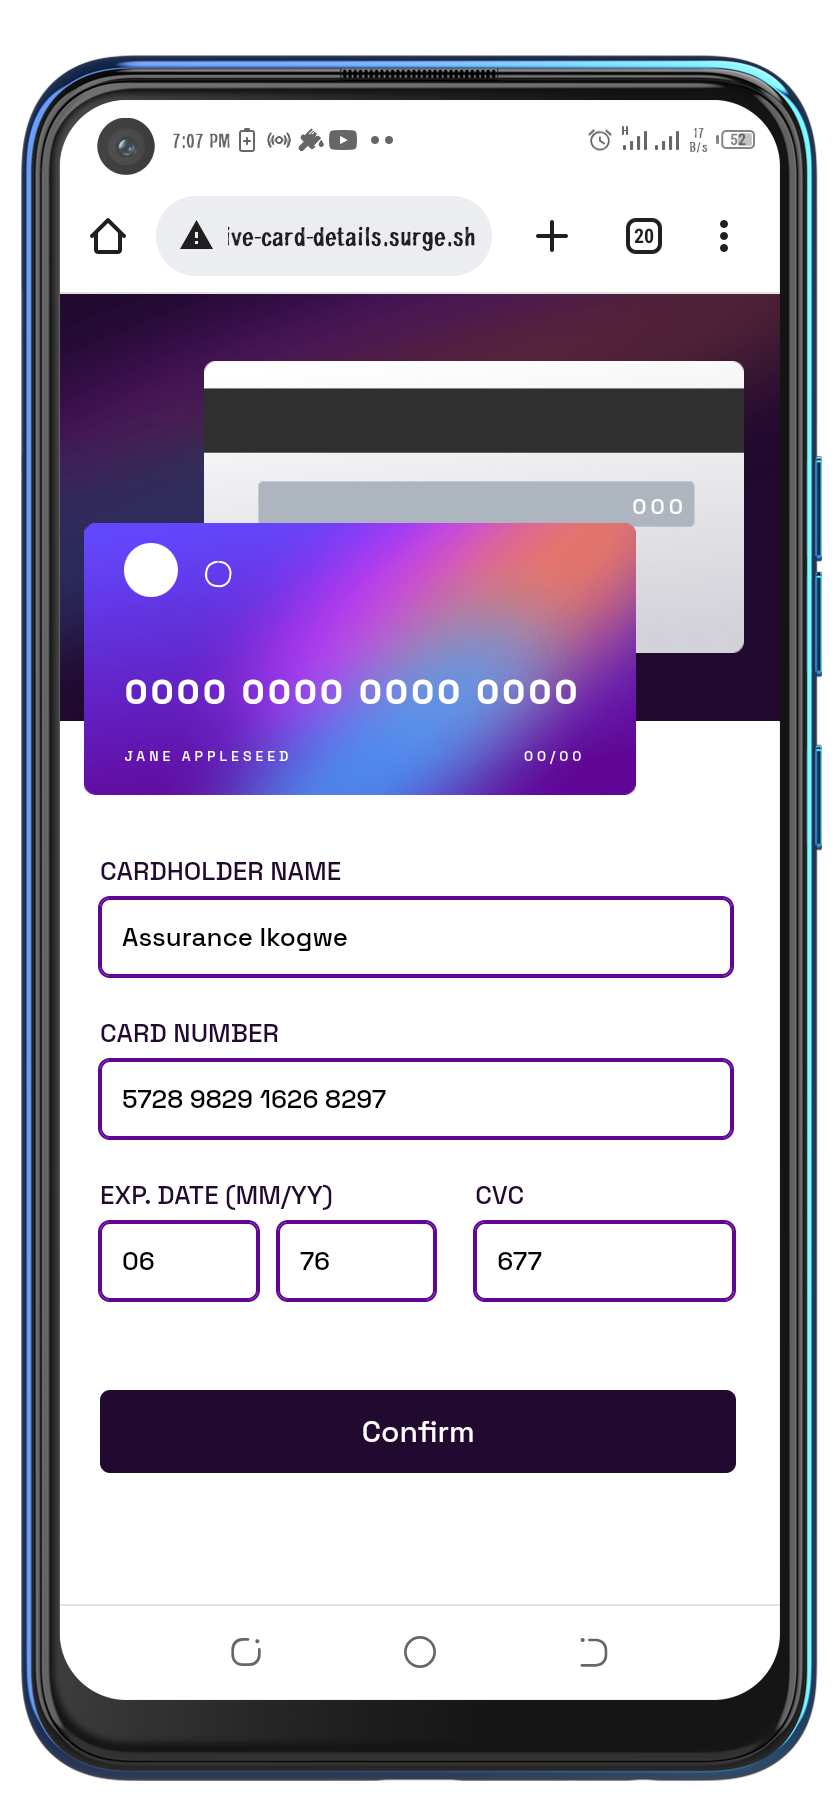 7:07 PM
H
17
B/s
52
ive-card-details.surge.sh
20
000
0000 0000 0000 0000
JANE APPLESEED 00/00
CARDHOLDER NAME
Assurance Ikogwe
CARD NUMBER
5728 9829 1626 8297
EXP. DATE (MM/YY) CVC
06 76 677
Confirm